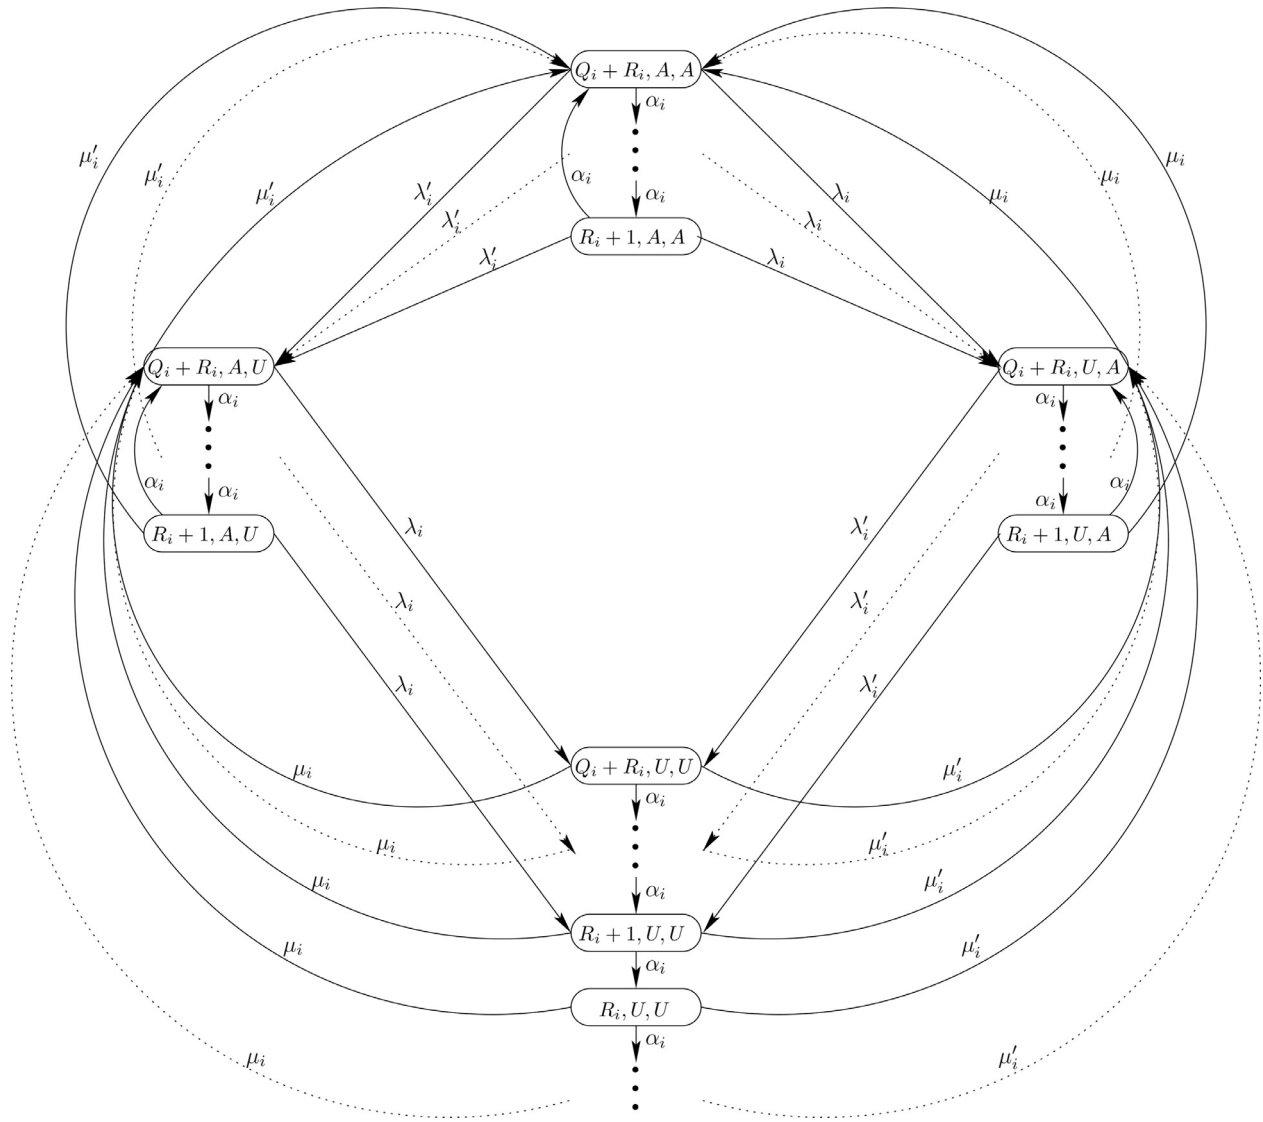 Q_i + R_i, A, A
α_i
μ′_i
μ_i
μ′_i
μ_i
α_i
μ′_i
λ′_i
α_i
λ_i
μ_i
λ′_i
λ_i
R_i + 1, A, A
λ′_i
λ_i
Q_i + R_i, A, U
Q_i + R_i, U, A
α_i
α_i
α_i
α_i
α_i
α_i
R_i + 1, A, U
λ_i
λ′_i
R_i + 1, U, A
λ_i
λ′_i
λ_i
λ′_i
Q_i + R_i, U, U
μ_i
μ′_i
α_i
μ_i
μ′_i
μ_i
α_i
μ′_i
R_i + 1, U, U
μ_i
α_i
μ′_i
R_i, U, U
α_i
μ_i
μ′_i